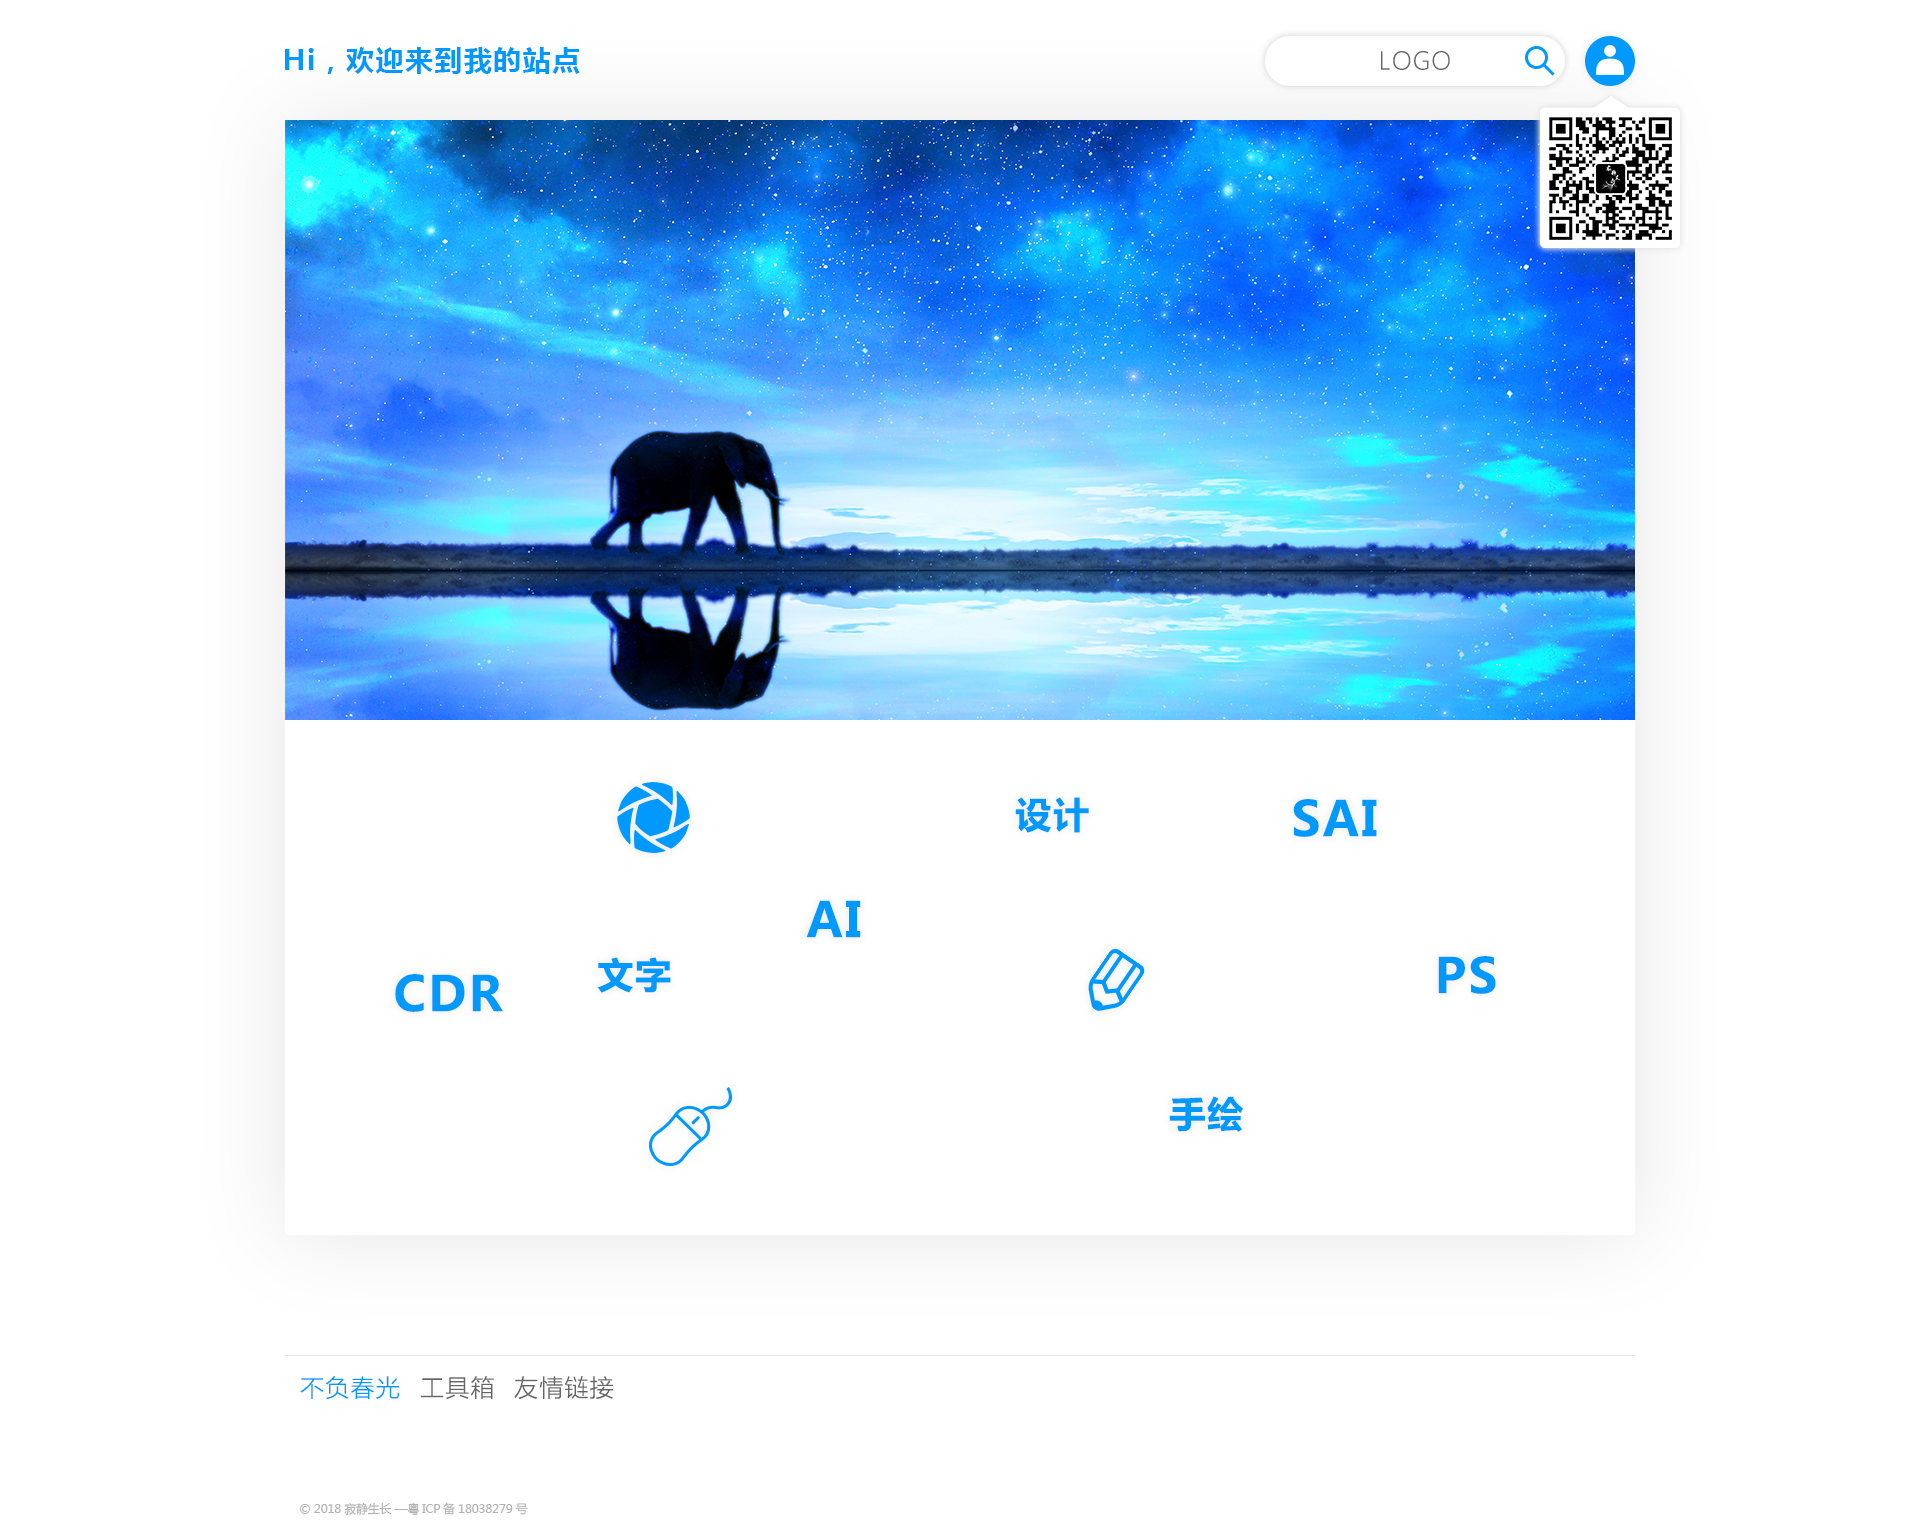 Hi，欢迎来到我的站点
LOGO
设计
SAI
AI
文字
CDR
PS
手绘
不负春光 工具箱 友情链接
© 2018 寂静生长 —粤 ICP 备 18038279 号